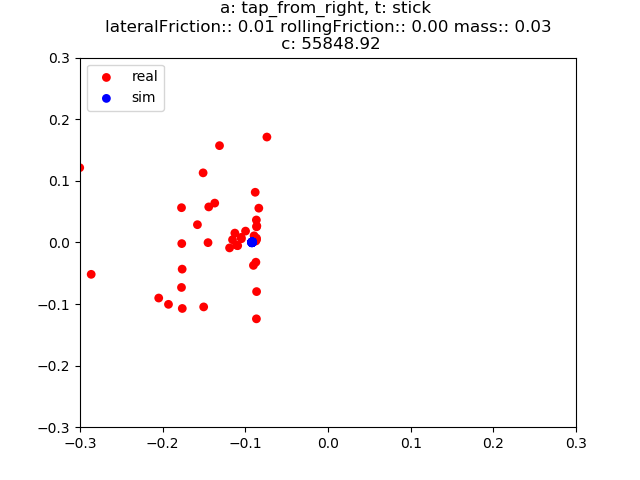 a: tap_from_right, t: stick
lateralFriction:: 0.01 rollingFriction:: 0.00 mass:: 0.03
c: 55848.92
real
sim
0.3
0.2
0.1
0.0
−0.1
−0.2
−0.3
−0.3 −0.2 −0.1 0.0 0.1 0.2 0.3